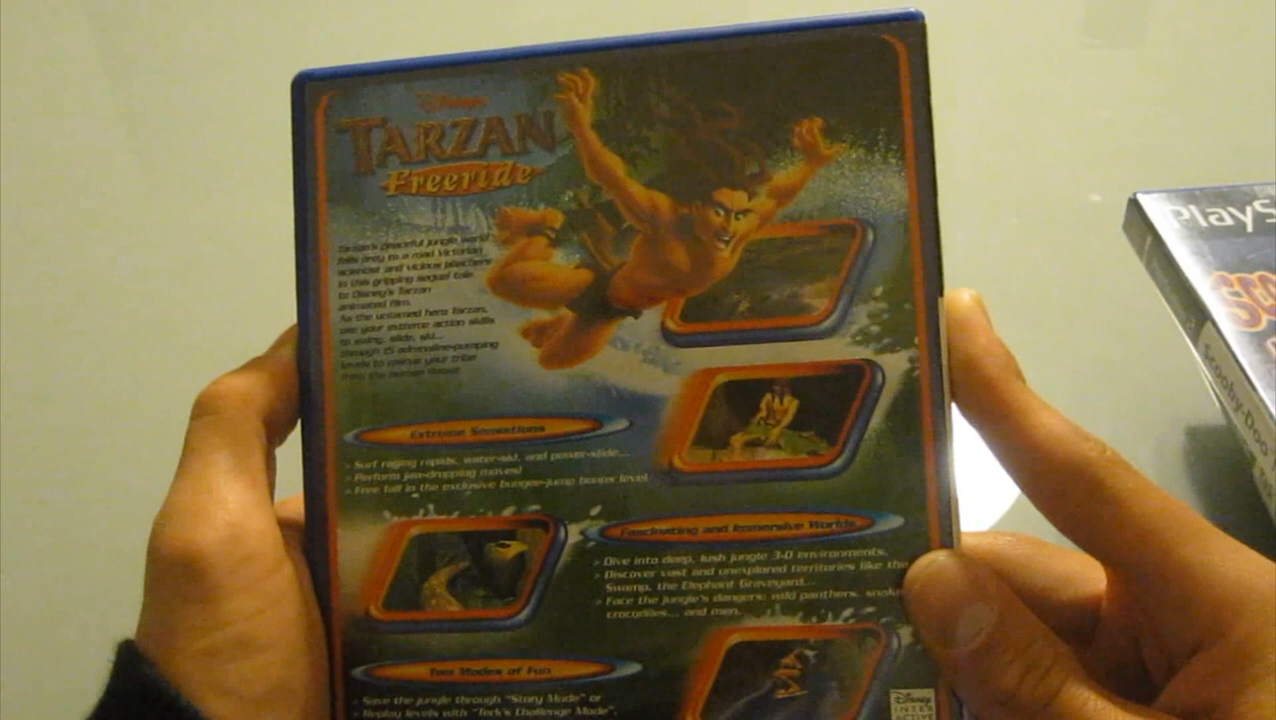 Disney's
TARZAN
Freeride
Tarzan's peaceful jungle world
falls prey to a mad Victorian
scientist and vicious poachers
in this gripping sequel tale
to Disney's Tarzan
animated film.
As the untamed hero Tarzan,
use your extreme action skills
to swing, slide, ski...
through 15 adrenaline-pumping
levels to rescue your tribe
from the human threat
Extreme Sensations
> Surf raging rapids, water-ski, and power-slide...
> Perform jaw-dropping moves!
> Free fall in the exclusive bungee-jump bonus level
Fascinating and Immersive Worlds
> Dive into deep, lush jungle 3-D environments.
> Discover vast and unexplored territories like the
Swamp, the Elephant Graveyard...
> Face the jungle's dangers: wild panthers, snak
crocodiles... and men...
Two Modes of Fun
> Save the jungle through "Story Mode" or
> Replay levels with "Terk's Challenge Mode".
Disney
INTER
ACTIVE
PlayS
Sco
Scooby-Doo